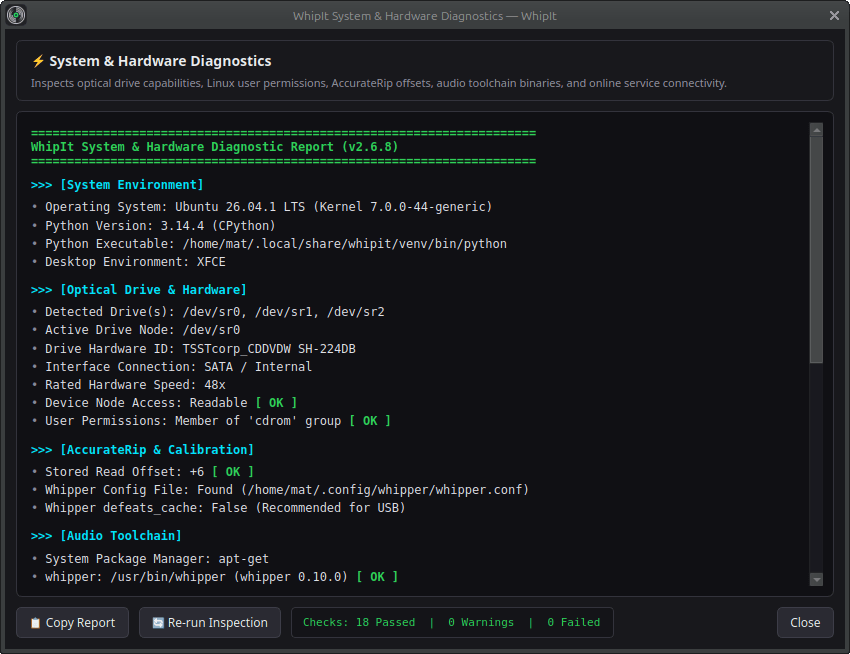 WhipIt System & Hardware Diagnostics — WhipIt
⚡ System & Hardware Diagnostics
Inspects optical drive capabilities, Linux user permissions, AccurateRip offsets, audio toolchain binaries, and online service connectivity.
======================================================================
WhipIt System & Hardware Diagnostic Report (v2.6.8)
======================================================================
>>> [System Environment]
• Operating System: Ubuntu 26.04.1 LTS (Kernel 7.0.0-44-generic)
• Python Version: 3.14.4 (CPython)
• Python Executable: /home/mat/.local/share/whipit/venv/bin/python
• Desktop Environment: XFCE
>>> [Optical Drive & Hardware]
• Detected Drive(s): /dev/sr0, /dev/sr1, /dev/sr2
• Active Drive Node: /dev/sr0
• Drive Hardware ID: TSSTcorp_CDDVDW SH-224DB
• Interface Connection: SATA / Internal
• Rated Hardware Speed: 48x
• Device Node Access: Readable [ OK ]
• User Permissions: Member of 'cdrom' group [ OK ]
>>> [AccurateRip & Calibration]
• Stored Read Offset: +6 [ OK ]
• Whipper Config File: Found (/home/mat/.config/whipper/whipper.conf)
• Whipper defeats_cache: False (Recommended for USB)
>>> [Audio Toolchain]
• System Package Manager: apt-get
• whipper: /usr/bin/whipper (whipper 0.10.0) [ OK ]
Copy Report
Re-run Inspection
Checks: 18 Passed | 0 Warnings | 0 Failed
Close